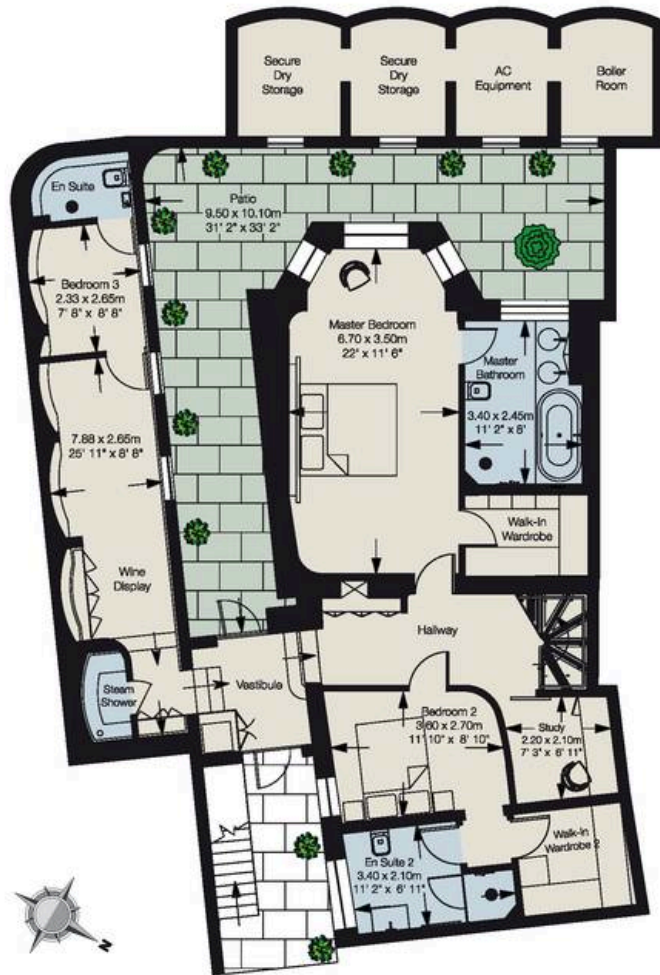 Secure
Dry
Storage
Secure
Dry
Storage
AC
Equipment
Boiler
Room
En Suite
Patio
9.50 x 10.10m
31' 2" x 33' 2"
Bedroom 3
2.33 x 2.65m
7' 8" x 8' 8"
Master Bedroom
6.70 x 3.50m
22' x 11' 6"
Master
Bathroom
3.40 x 2.45m
11' 2" x 8'
7.88 x 2.65m
25' 11" x 8' 8"
Walk-In
Wardrobe
Wine
Display
Hallway
Steam
Shower
Vestibule
Bedroom 2
3.60 x 2.70m
11' 10" x 8' 10"
Study
2.20 x 2.10m
7' 3" x 6' 11"
En Suite 2
3.40 x 2.10m
11' 2" x 6' 11"
Walk-In
Wardrobe 2
N